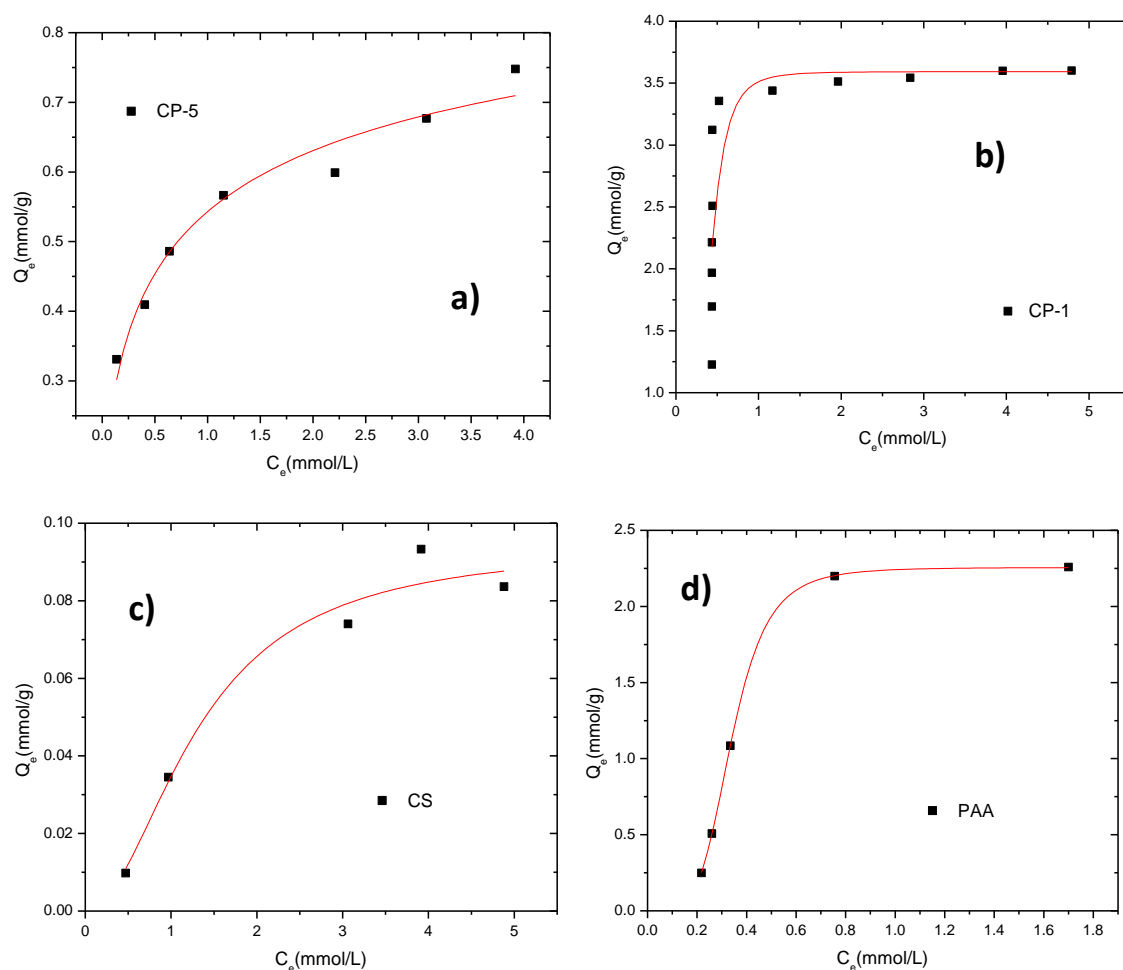 0.8
0.7
0.6
0.5
0.4
0.3
Qe(mmol/g)
CP-5
a)
0.0 0.5 1.0 1.5 2.0 2.5 3.0 3.5 4.0
Ce(mmol/L)
4.0
3.5
3.0
2.5
2.0
1.5
1.0
Qe(mmol/g)
b)
CP-1
0 1 2 3 4 5
Ce(mmol/L)
0.10
0.08
0.06
0.04
0.02
0.00
Qe(mmol/g)
c)
CS
0 1 2 3 4 5
Ce(mmol/L)
2.5
2.0
1.5
1.0
0.5
0.0
Qe(mmol/g)
d)
PAA
0.0 0.2 0.4 0.6 0.8 1.0 1.2 1.4 1.6 1.8
Ce(mmol/L)